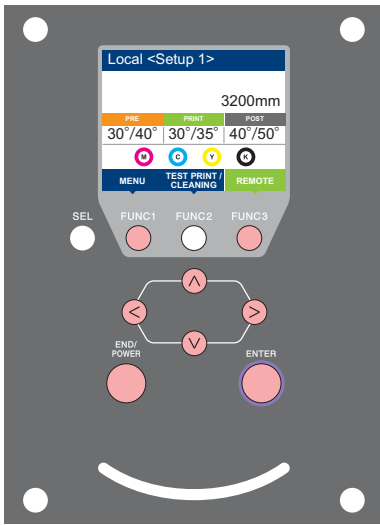 Local <Setup 1>
3200mm
PRE PRINT POST
30°/40° 30°/35° 40°/50°
M C Y K
MENU TEST PRINT / CLEANING REMOTE
SEL FUNC1 FUNC2 FUNC3
< ∧ ∨ >
END/
POWER
ENTER